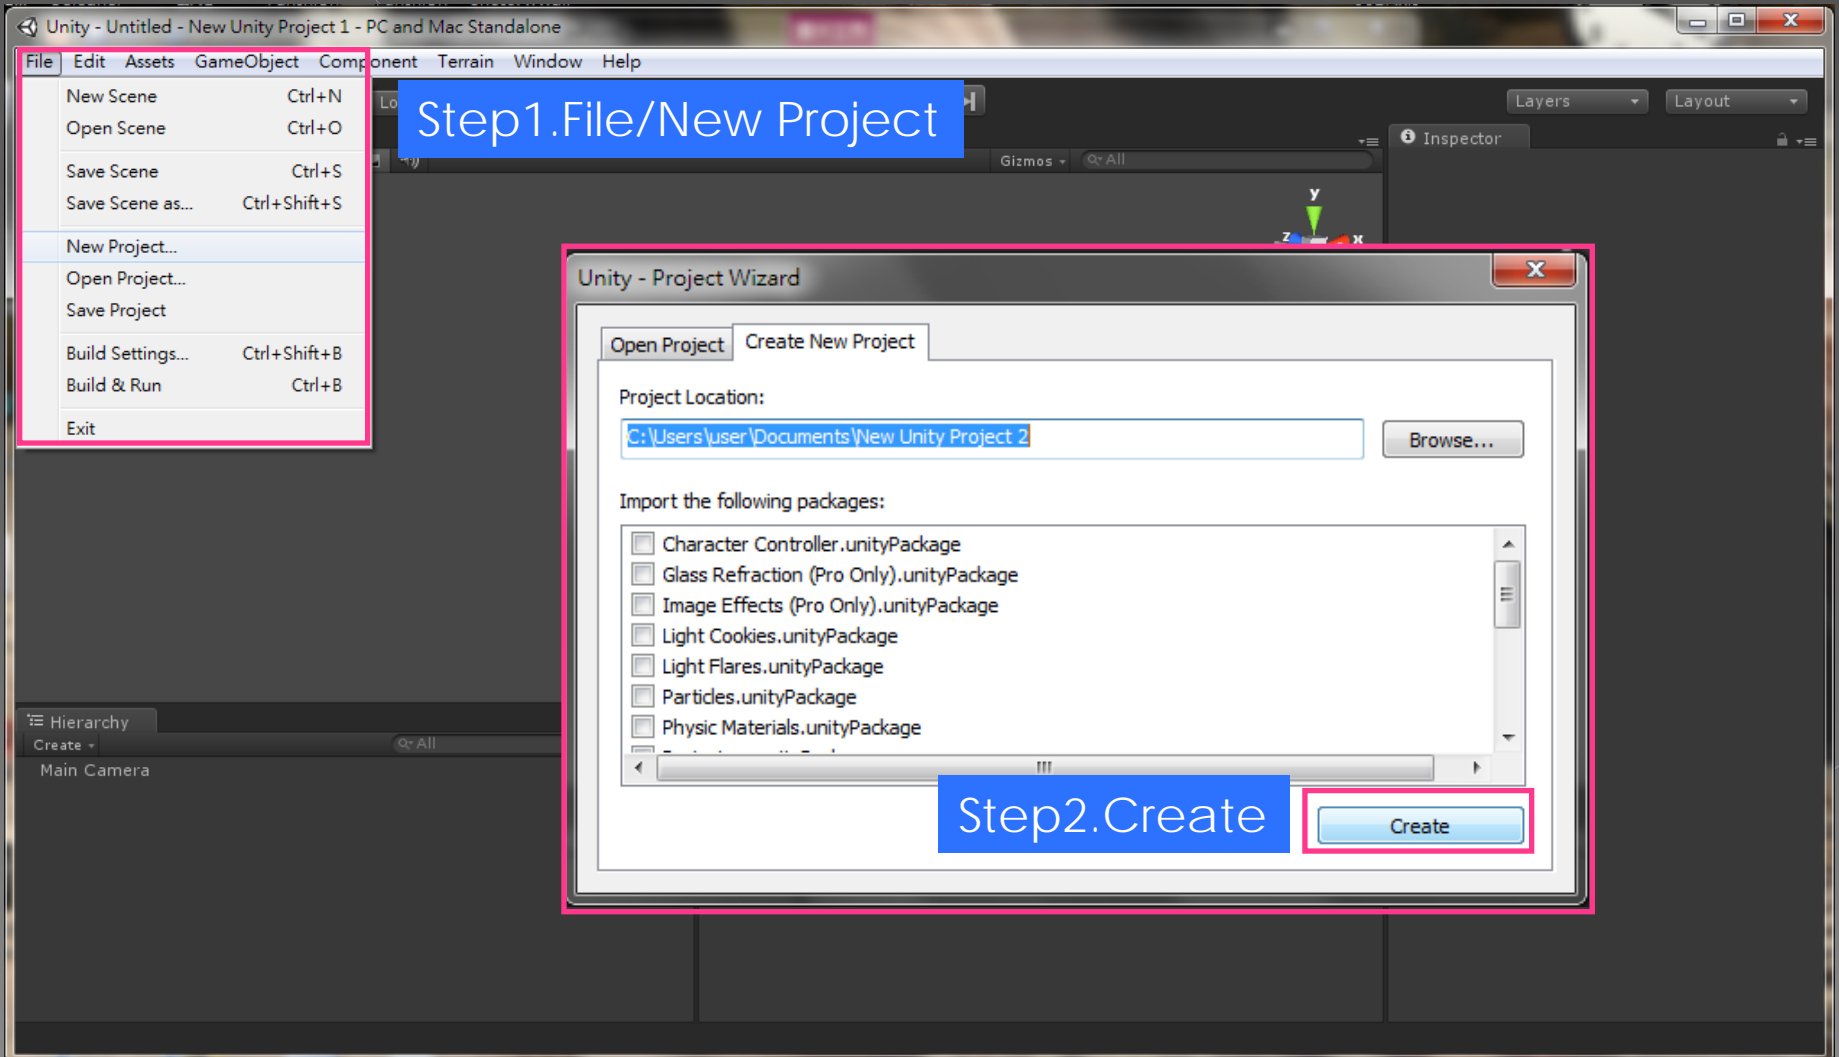 Unity - Untitled - New Unity Project 1 - PC and Mac Standalone
File Edit Assets GameObject Component Terrain Window Help
New Scene Ctrl+N
Open Scene Ctrl+O
Save Scene Ctrl+S
Save Scene as... Ctrl+Shift+S
New Project...
Open Project...
Save Project
Build Settings... Ctrl+Shift+B
Build & Run Ctrl+B
Exit
Step1.File/New Project
Layers Layout
Inspector
Gizmos All
y
z x
Unity - Project Wizard
Open Project Create New Project
Project Location:
C:\Users\user\Documents\New Unity Project 2
Browse...
Import the following packages:
Character Controller.unityPackage
Glass Refraction (Pro Only).unityPackage
Image Effects (Pro Only).unityPackage
Light Cookies.unityPackage
Light Flares.unityPackage
Particles.unityPackage
Physic Materials.unityPackage
Step2.Create
Create
Hierarchy
Create All
Main Camera